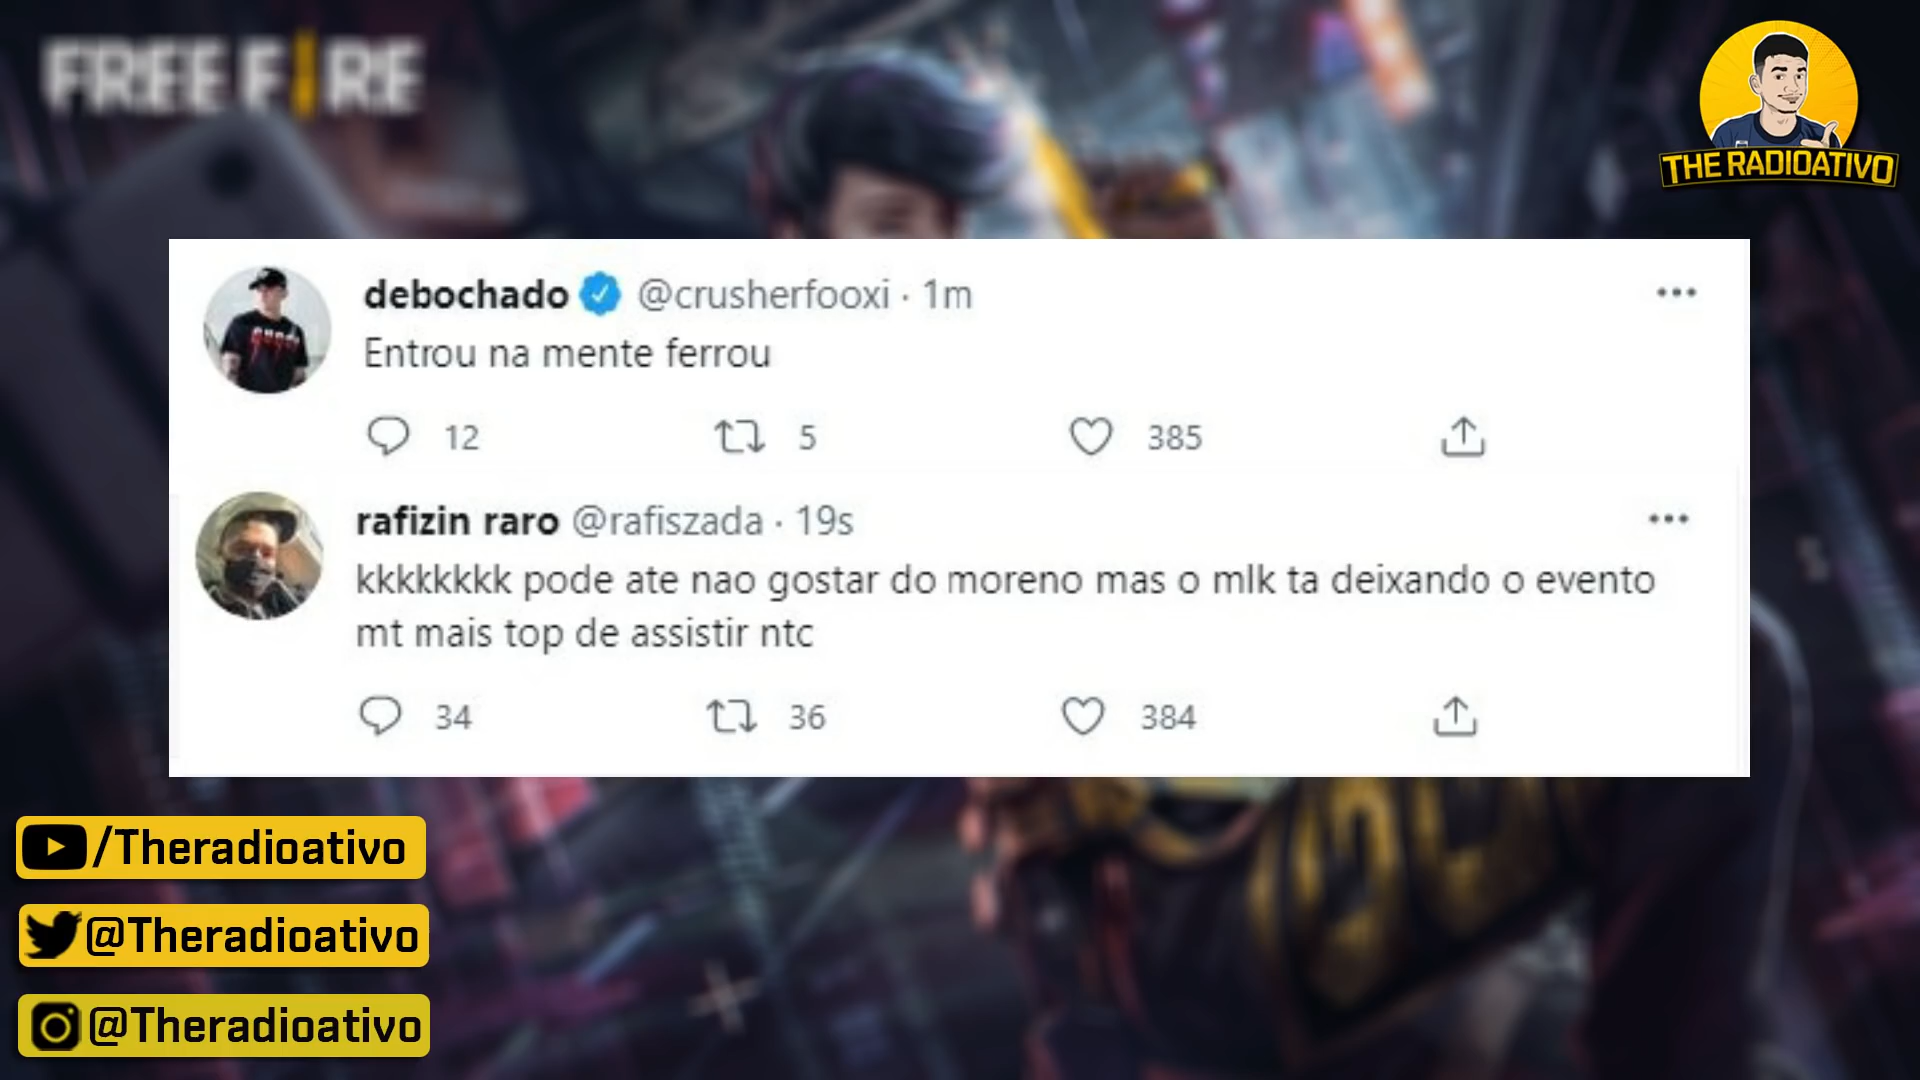 FREE FIRE
THE RADIOATIVO
debochado @crusherfooxi · 1m
Entrou na mente ferrou
12 5 385
rafizin raro @rafiszada · 19s
kkkkkkkk pode ate nao gostar do moreno mas o mlk ta deixando o evento
mt mais top de assistir ntc
34 36 384
/Theradioativo
@Theradioativo
@Theradioativo